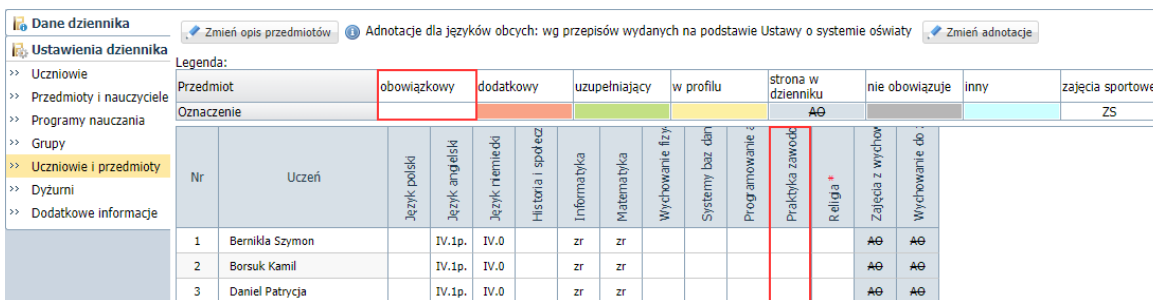 Dane dziennika
Ustawienia dziennika
>> Uczniowie
>> Przedmioty i nauczyciele
>> Programy nauczania
>> Grupy
>> Uczniowie i przedmioty
>> Dyżurni
>> Dodatkowe informacje
Zmień opis przedmiotów Adnotacje dla języków obcych: wg przepisów wydanych na podstawie Ustawy o systemie oświaty Zmień adnotacje
Legenda:
Przedmiot obowiązkowy dodatkowy uzupełniający w profilu strona w dzienniku nie obowiązuje inny zajęcia sportowe
Oznaczenie AO ZS
Nr Uczeń Język polski Język angielski Język niemiecki Historia i społecz Informatyka Matematyka Wychowanie fizy Systemy baz dan Programowanie a Praktyka zawodo Religia * Zajęcia z wychow Wychowanie do
1 Bernikla Szymon IV.1p. IV.0 zr zr AO AO
2 Borsuk Kamil IV.1p. IV.0 zr zr AO AO
3 Daniel Patrycja IV.1p. IV.0 zr zr AO AO